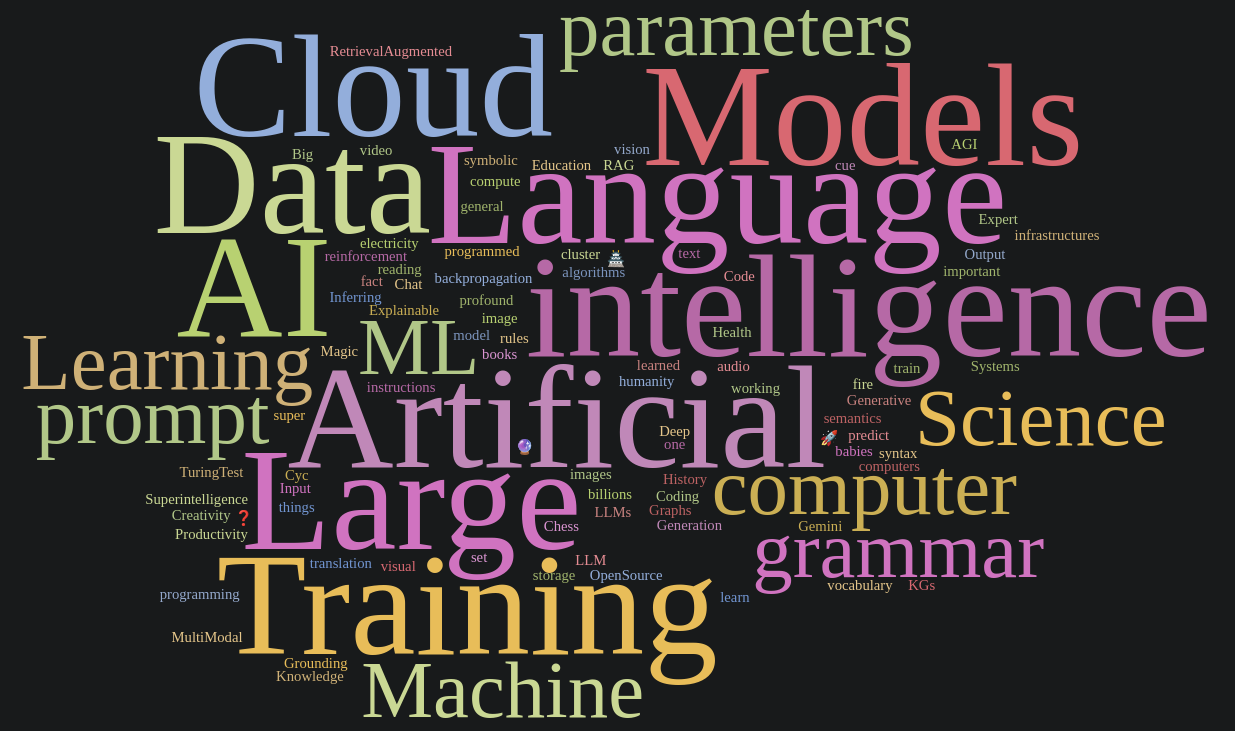 parameters
Cloud
RetrievalAugmented
Models
AGI
Data
Big
video
Language
symbolic
Education
RAG
vision
cue
compute
general
Expert
infrastructures
AI
electricity
reinforcement
programmed
cluster
text
Output
reading
algorithms
important
fact
Chat
backpropagation
Code
intelligence
Inferring
profound
Explainable
image
Health
ML
model
rules
Learning
Magic
books
learned
audio
train
Systems
instructions
humanity
working
fire
Generative
prompt
super
Artificial
Deep
one
semantics
predict
Science
babies
syntax
computers
TuringTest
Cyc
Input
Large
images
History
computer
Superintelligence
things
billions
Coding
Creativity ❓
LLMs
Graphs
Productivity
Chess
Generation
Gemini
grammar
translation
visual
set
LLM
storage
OpenSource
vocabulary
KGs
programming
Training
learn
MultiModal
Grounding
Knowledge
Machine